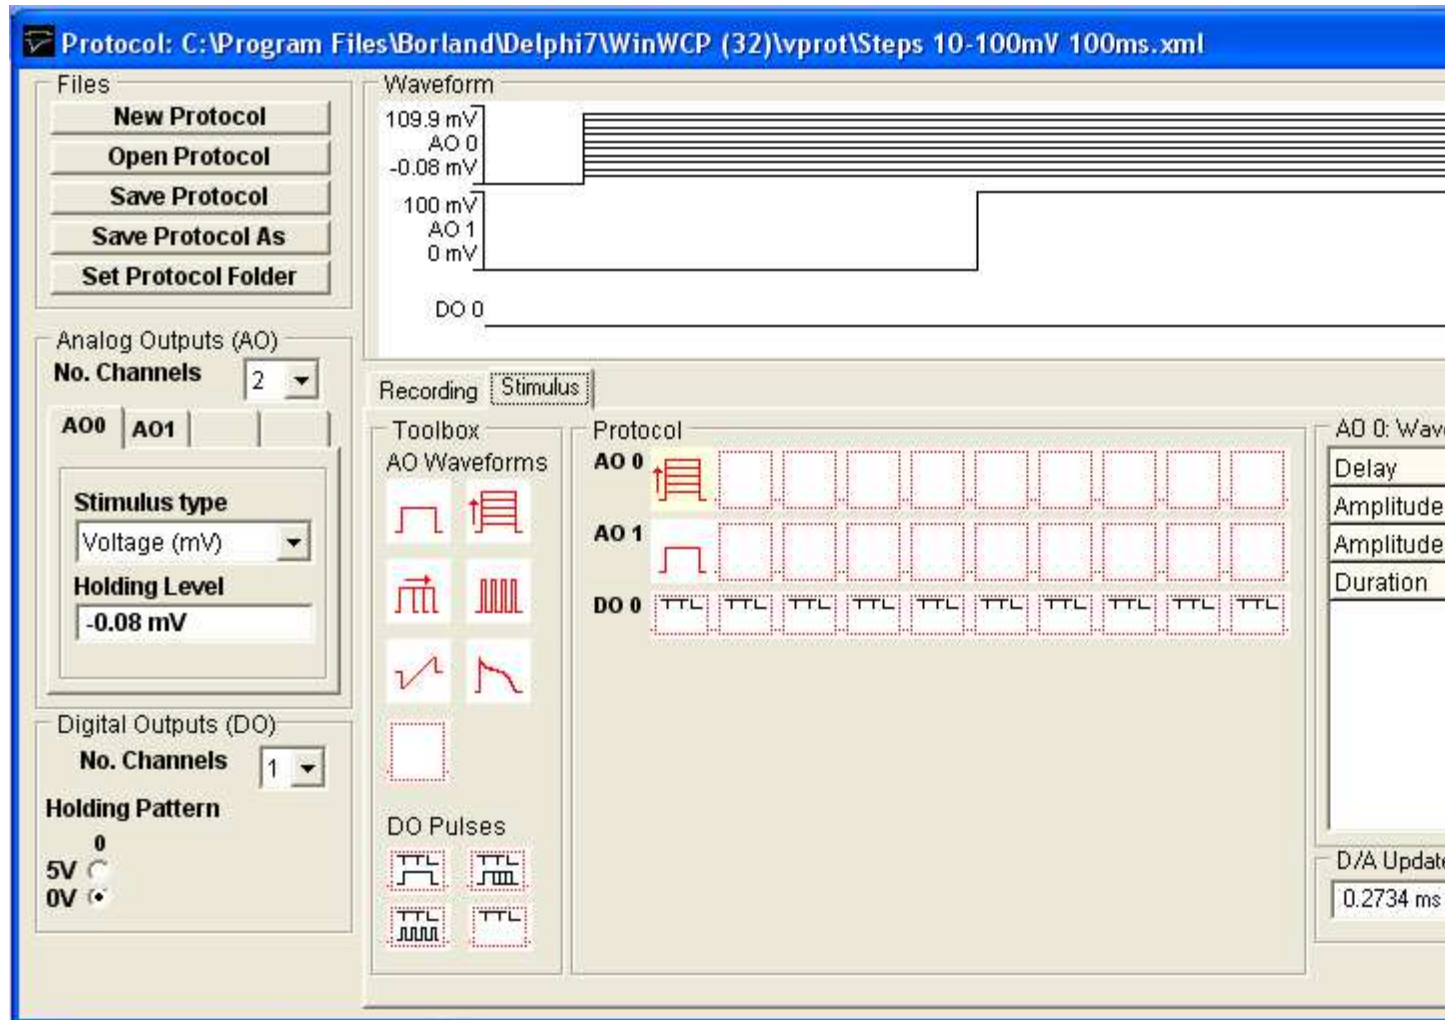 Protocol: C:\Program Files\Borland\Delphi7\WinWCP (32)\vprot\Steps 10-100mV 100ms.xml
Files
New Protocol
Open Protocol
Save Protocol
Save Protocol As
Set Protocol Folder
Waveform
109.9 mV
AO 0
-0.08 mV
100 mV
AO 1
0 mV
DO 0
Analog Outputs (AO)
No. Channels 2
AO0 AO1
Stimulus type
Voltage (mV)
Holding Level
-0.08 mV
Digital Outputs (DO)
No. Channels 1
Holding Pattern
0
5V
0V
Recording Stimulus
Toolbox
AO Waveforms
DO Pulses
TTL TTL
TTL TTL
Protocol
AO 0
AO 1
DO 0 TTL TTL TTL TTL TTL TTL TTL TTL TTL TTL
AO 0: Wav
Delay
Amplitude
Amplitude
Duration
D/A Update
0.2734 ms